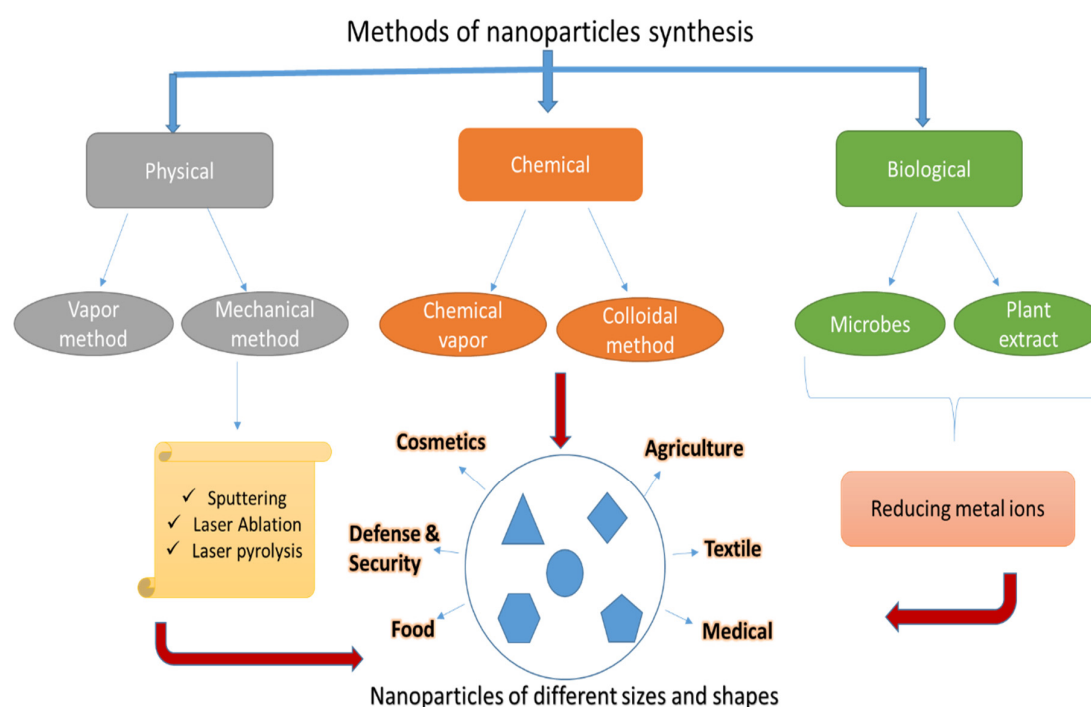 Methods of nanoparticles synthesis
Physical
Chemical
Biological
Vapor
method
Mechanical
method
Chemical
vapor
Colloidal
method
Microbes
Plant
extract
✓ Sputtering
✓ Laser Ablation
✓ Laser pyrolysis
Cosmetics
Agriculture
Defense &
Security
Textile
Food
Medical
Reducing metal ions
Nanoparticles of different sizes and shapes